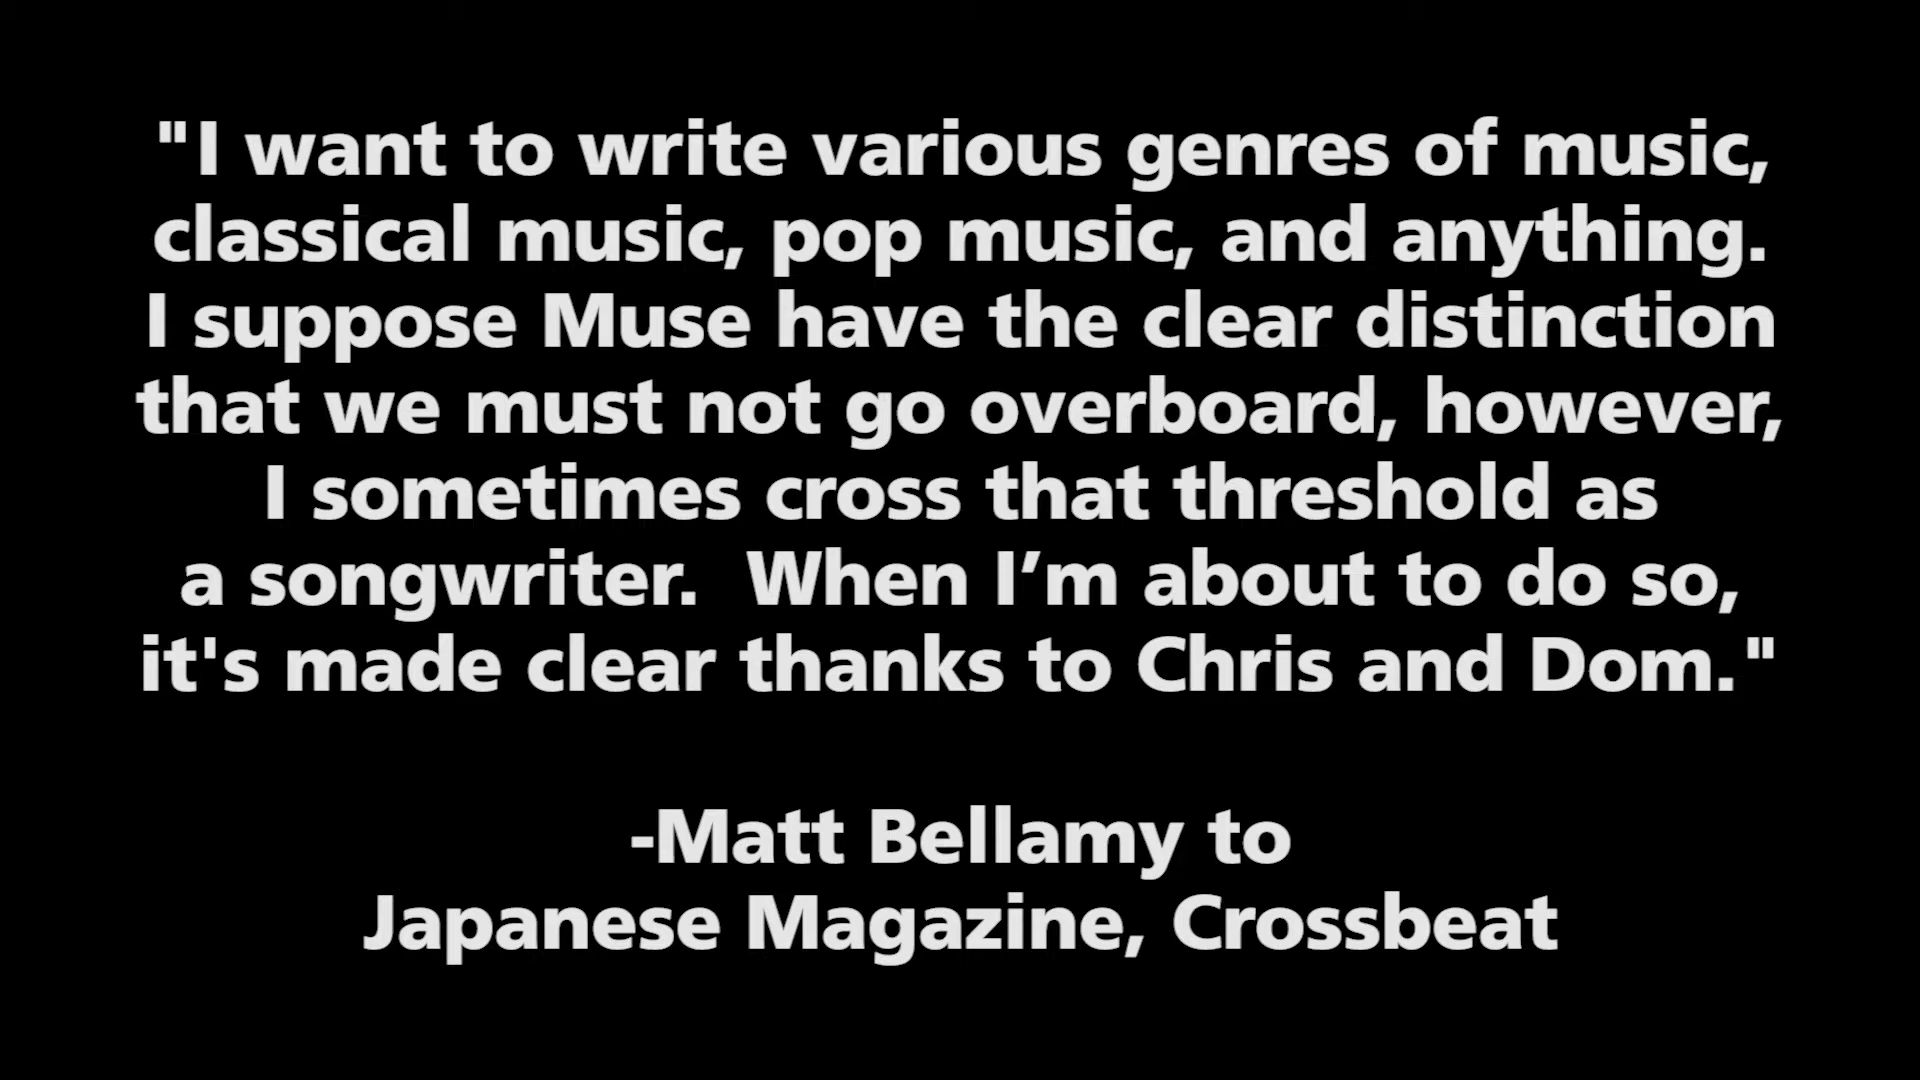 "I want to write various genres of music,
classical music, pop music, and anything.
I suppose Muse have the clear distinction
that we must not go overboard, however,
I sometimes cross that threshold as
a songwriter.  When I’m about to do so,
it's made clear thanks to Chris and Dom."
-Matt Bellamy to
Japanese Magazine, Crossbeat